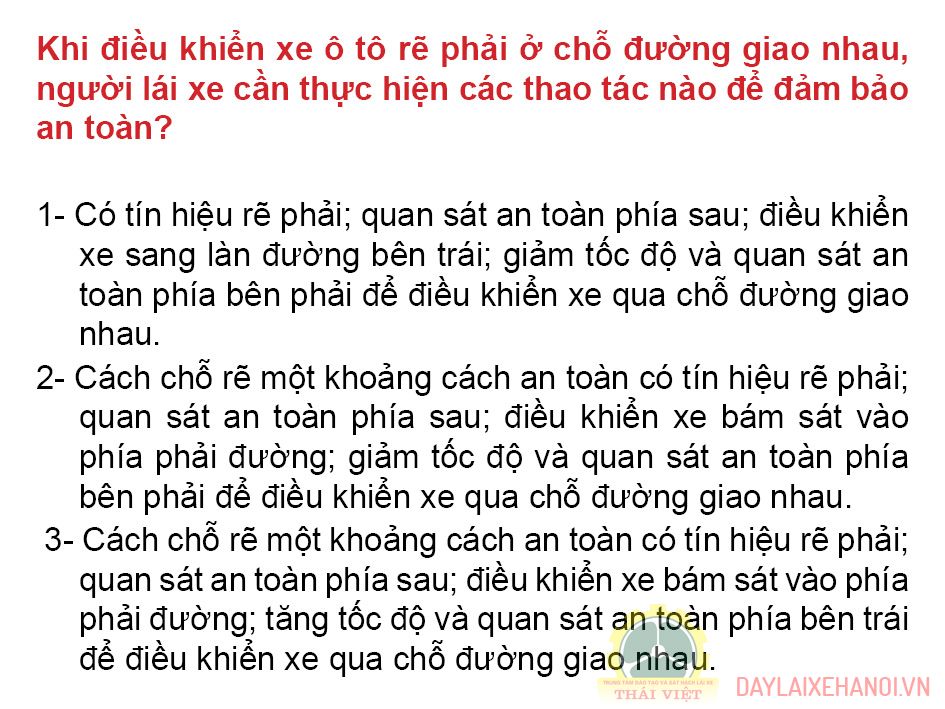 Khi điều khiển xe ô tô rẽ phải ở chỗ đường giao nhau,
người lái xe cần thực hiện các thao tác nào để đảm bảo
an toàn?
1- Có tín hiệu rẽ phải; quan sát an toàn phía sau; điều khiển
xe sang làn đường bên trái; giảm tốc độ và quan sát an
toàn phía bên phải để điều khiển xe qua chỗ đường giao
nhau.
2- Cách chỗ rẽ một khoảng cách an toàn có tín hiệu rẽ phải;
quan sát an toàn phía sau; điều khiển xe bám sát vào
phía phải đường; giảm tốc độ và quan sát an toàn phía
bên phải để điều khiển xe qua chỗ đường giao nhau.
3- Cách chỗ rẽ một khoảng cách an toàn có tín hiệu rẽ phải;
quan sát an toàn phía sau; điều khiển xe bám sát vào phía
phải đường; tăng tốc độ và quan sát an toàn phía bên trái
để điều khiển xe qua chỗ đường giao nhau.
TRUNG TÂM ĐÀO TẠO VÀ SÁT HẠCH LÁI XE
THÁI VIỆT
DAYLAIXEHANOI.VN